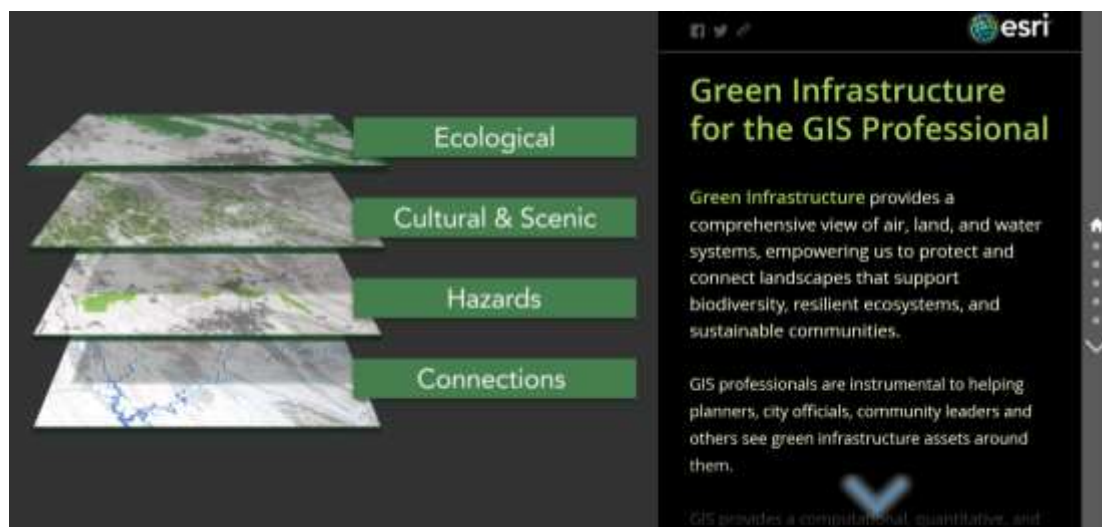 Ecological
Cultural & Scenic
Hazards
Connections
esri
Green Infrastructure
for the GIS Professional
Green Infrastructure provides a
comprehensive view of air, land, and water
systems, empowering us to protect and
connect landscapes that support
biodiversity, resilient ecosystems, and
sustainable communities.
GIS professionals are instrumental to helping
planners, city officials, community leaders and
others see green infrastructure assets around
them.
GIS provides a computational, quantitative, and